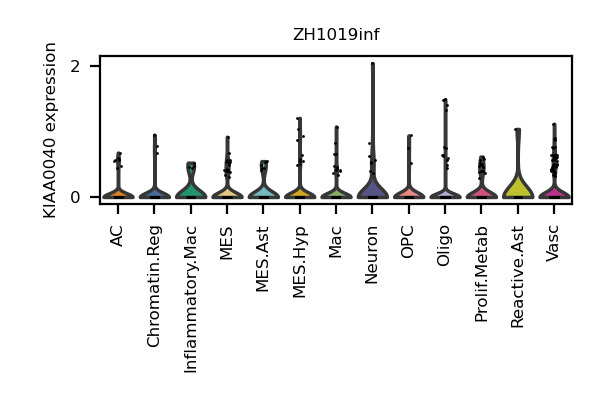 ZH1019inf
KIAA0040 expression
2
0
AC
Chromatin.Reg
Inflammatory.Mac
MES
MES.Ast
MES.Hyp
Mac
Neuron
OPC
Oligo
Prolif.Metab
Reactive.Ast
Vasc